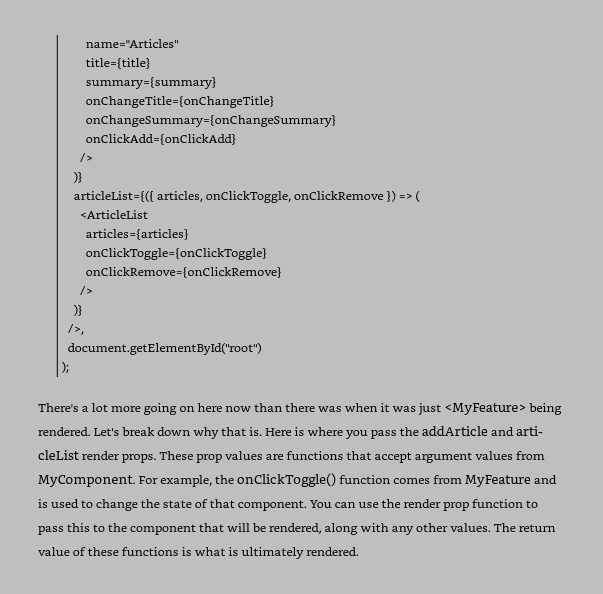 name="Articles"
title={title}
summary={summary}
onChangeTitle={onChangeTitle}
onChangeSummary={onChangeSummary}
onClickAdd={onClickAdd}
/>
)}
articleList={({ articles, onClickToggle, onClickRemove }) => (
<ArticleList
articles={articles}
onClickToggle={onClickToggle}
onClickRemove={onClickRemove}
/>
)}
/>,
document.getElementById("root")
);
There's a lot more going on here now than there was when it was just <MyFeature> being
rendered. Let's break down why that is. Here is where you pass the addArticle and arti-
cleList render props. These prop values are functions that accept argument values from
MyComponent. For example, the onClickToggle() function comes from MyFeature and
is used to change the state of that component. You can use the render prop function to
pass this to the component that will be rendered, along with any other values. The return
value of these functions is what is ultimately rendered.